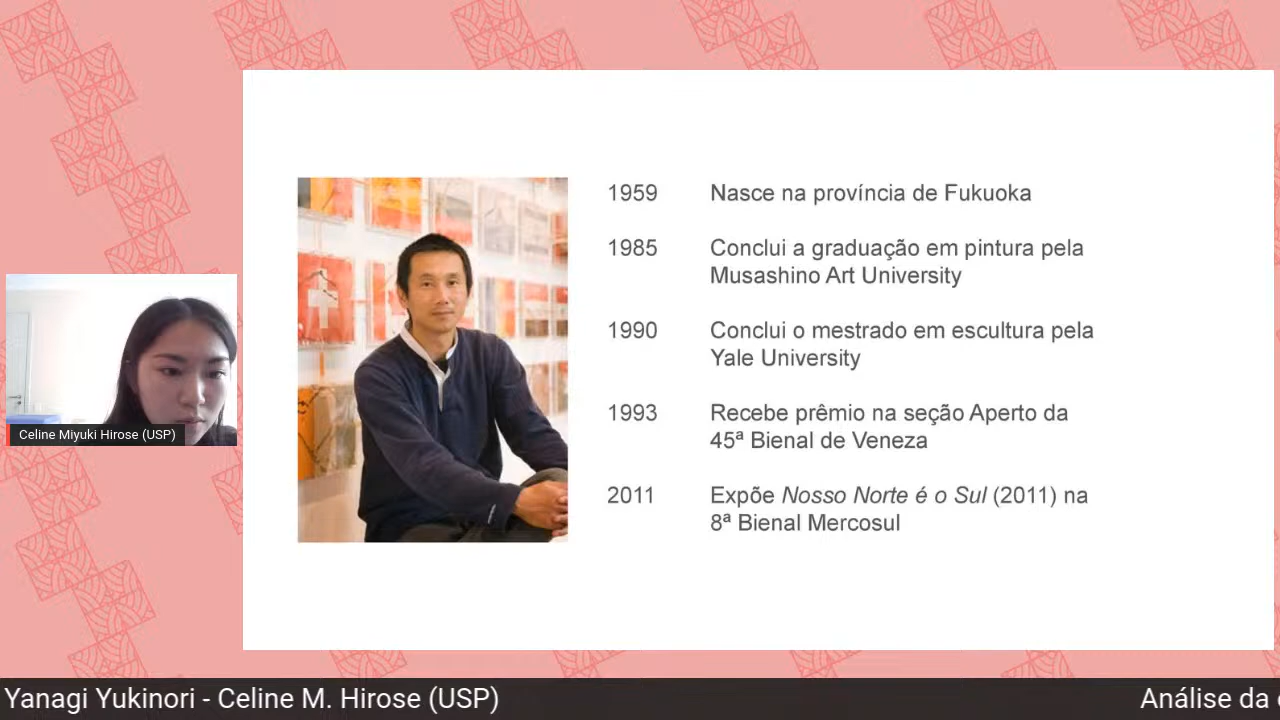 1959 Nasce na província de Fukuoka
1985 Conclui a graduação em pintura pela
Musashino Art University
1990 Conclui o mestrado em escultura pela
Yale University
1993 Recebe prêmio na seção Aperto da
45ª Bienal de Veneza
2011 Expõe Nosso Norte é o Sul (2011) na
8ª Bienal Mercosul
Celine Miyuki Hirose (USP)
Yanagi Yukinori - Celine M. Hirose (USP) Análise da